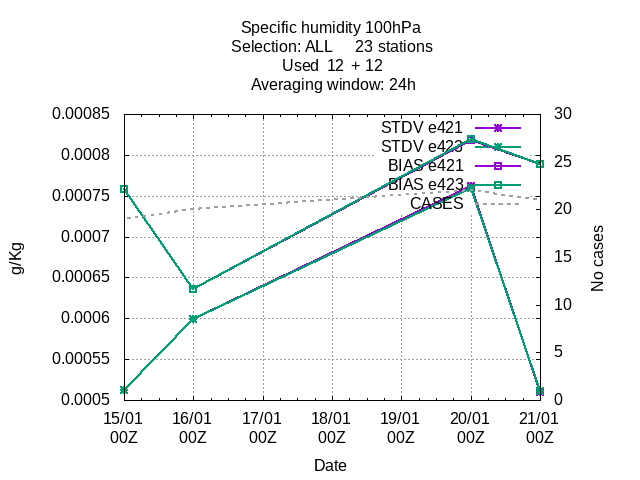 Specific humidity 100hPa
Selection: ALL     23 stations
Used  12  + 12
Averaging window: 24h
0.00085
0.0008
0.00075
0.0007
0.00065
0.0006
0.00055
0.0005
g/Kg
STDV e421
STDV e423
BIAS e421
BIAS e423
CASES
30
25
20
15
10
5
0
No cases
15/01 16/01 17/01 18/01 19/01 20/01 21/01
00Z 00Z 00Z 00Z 00Z 00Z 00Z
Date